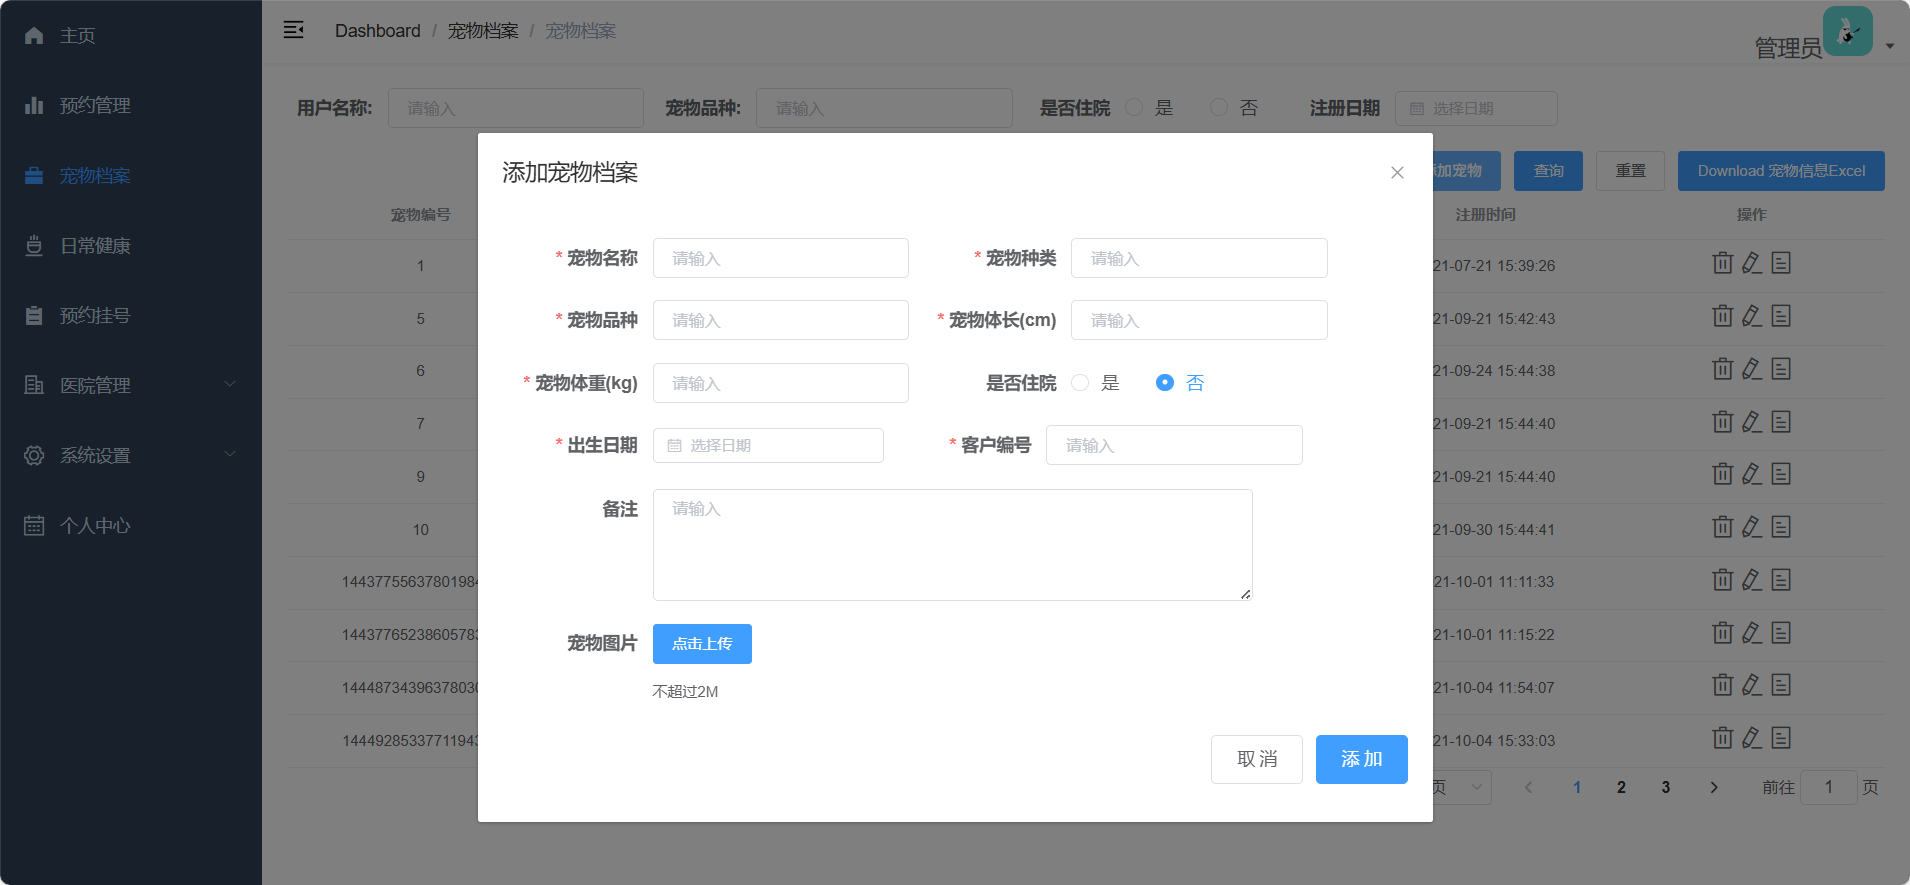 主页
预约管理
宠物档案
日常健康
预约挂号
医院管理
系统设置
个人中心
Dashboard / 宠物档案 / 宠物档案
管理员
用户名称: 请输入 宠物品种: 请输入 是否住院 是 否 注册日期 选择日期
加宠物 查询 重置 Download 宠物信息Excel
宠物编号 注册时间 操作
1 21-07-21 15:39:26
5 21-09-21 15:42:43
6 21-09-24 15:44:38
7 21-09-21 15:44:40
9 21-09-21 15:44:40
10 21-09-30 15:44:41
1443775563780198 21-10-01 11:11:33
1443776523860578 21-10-01 11:15:22
1444873439637803 21-10-04 11:54:07
144492853377194 21-10-04 15:33:03
页 1 2 3 前往 1 页
添加宠物档案
* 宠物名称 请输入 * 宠物种类 请输入
* 宠物品种 请输入 * 宠物体长(cm) 请输入
* 宠物体重(kg) 请输入 是否住院 是 否
* 出生日期 选择日期 * 客户编号 请输入
备注 请输入
宠物图片 点击上传
不超过2M
取 消 添 加